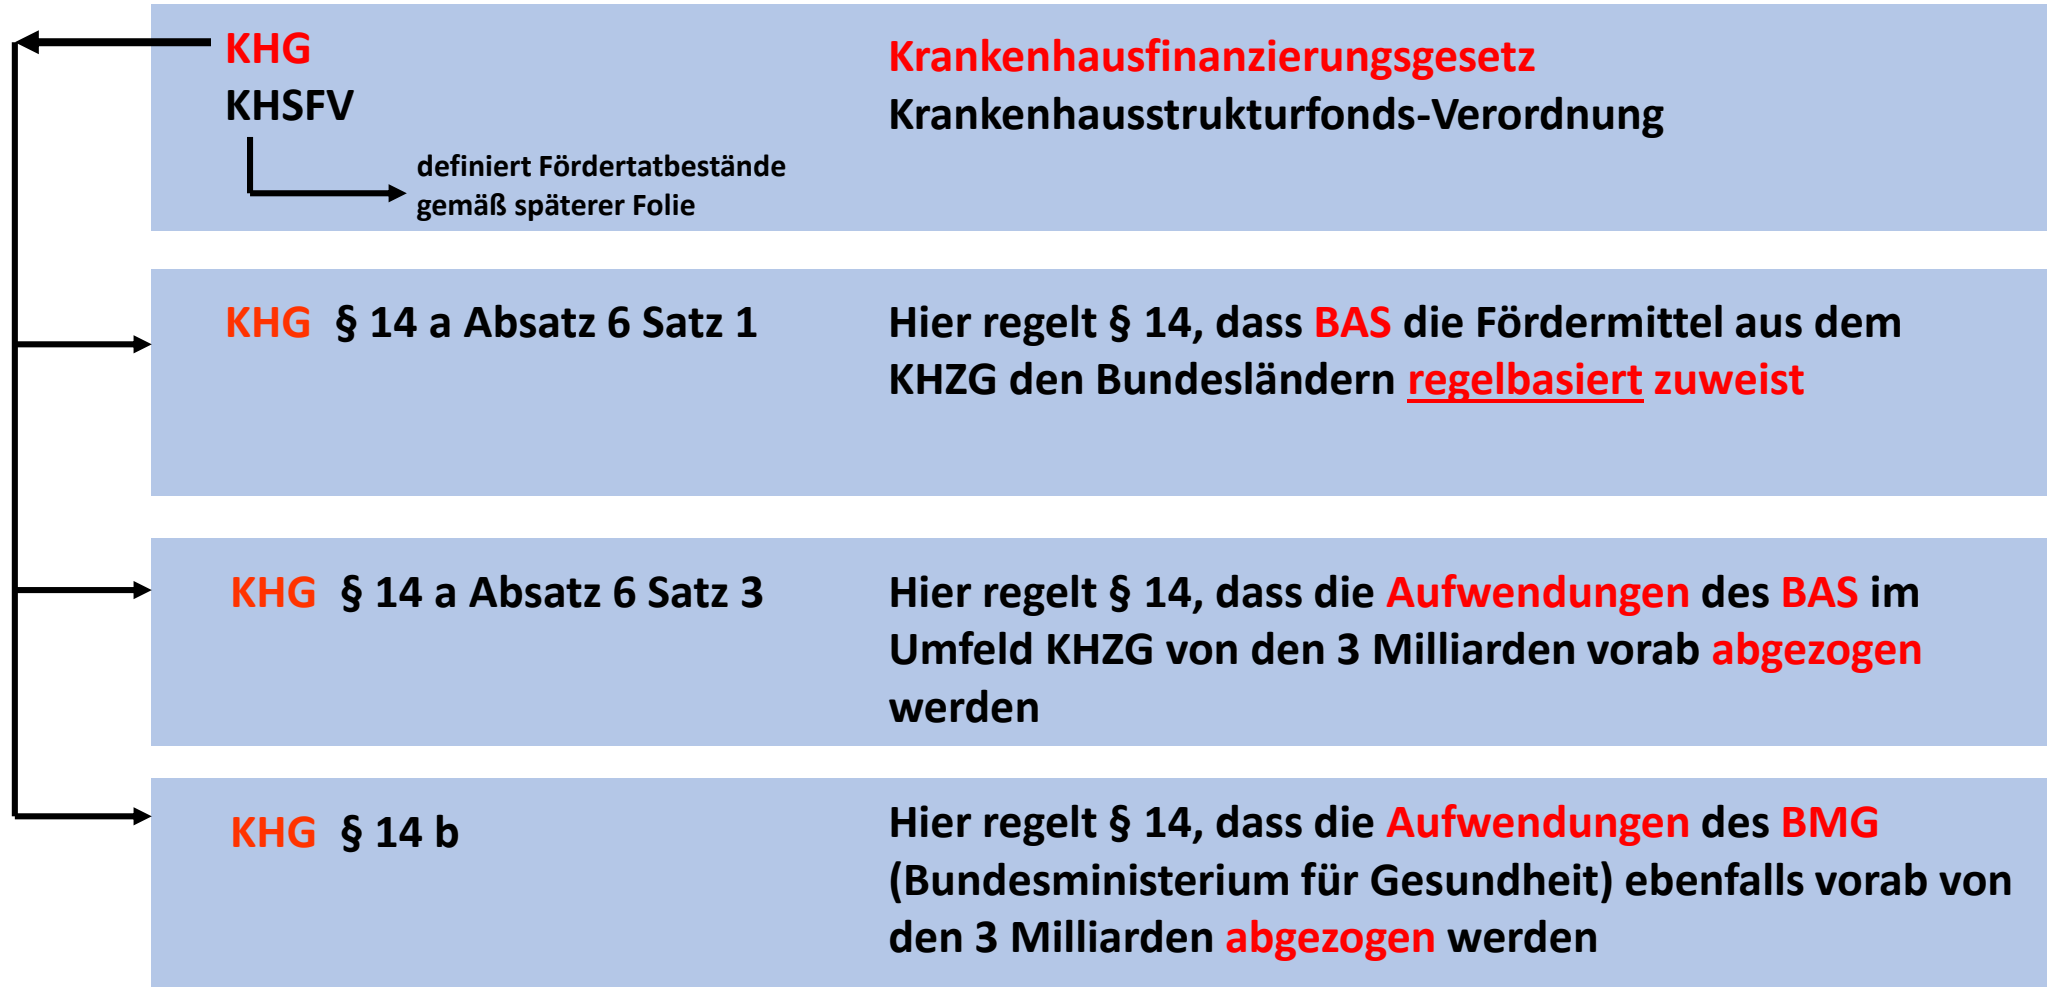 KHG
KHSFV
definiert Fördertatbestände
gemäß späterer Folie
Krankenhausfinanzierungsgesetz
Krankenhausstrukturfonds-Verordnung
KHG § 14 a Absatz 6 Satz 1
Hier regelt § 14, dass BAS die Fördermittel aus dem
KHZG den Bundesländern regelbasiert zuweist
KHG § 14 a Absatz 6 Satz 3
Hier regelt § 14, dass die Aufwendungen des BAS im
Umfeld KHZG von den 3 Milliarden vorab abgezogen
werden
KHG § 14 b
Hier regelt § 14, dass die Aufwendungen des BMG
(Bundesministerium für Gesundheit) ebenfalls vorab von
den 3 Milliarden abgezogen werden